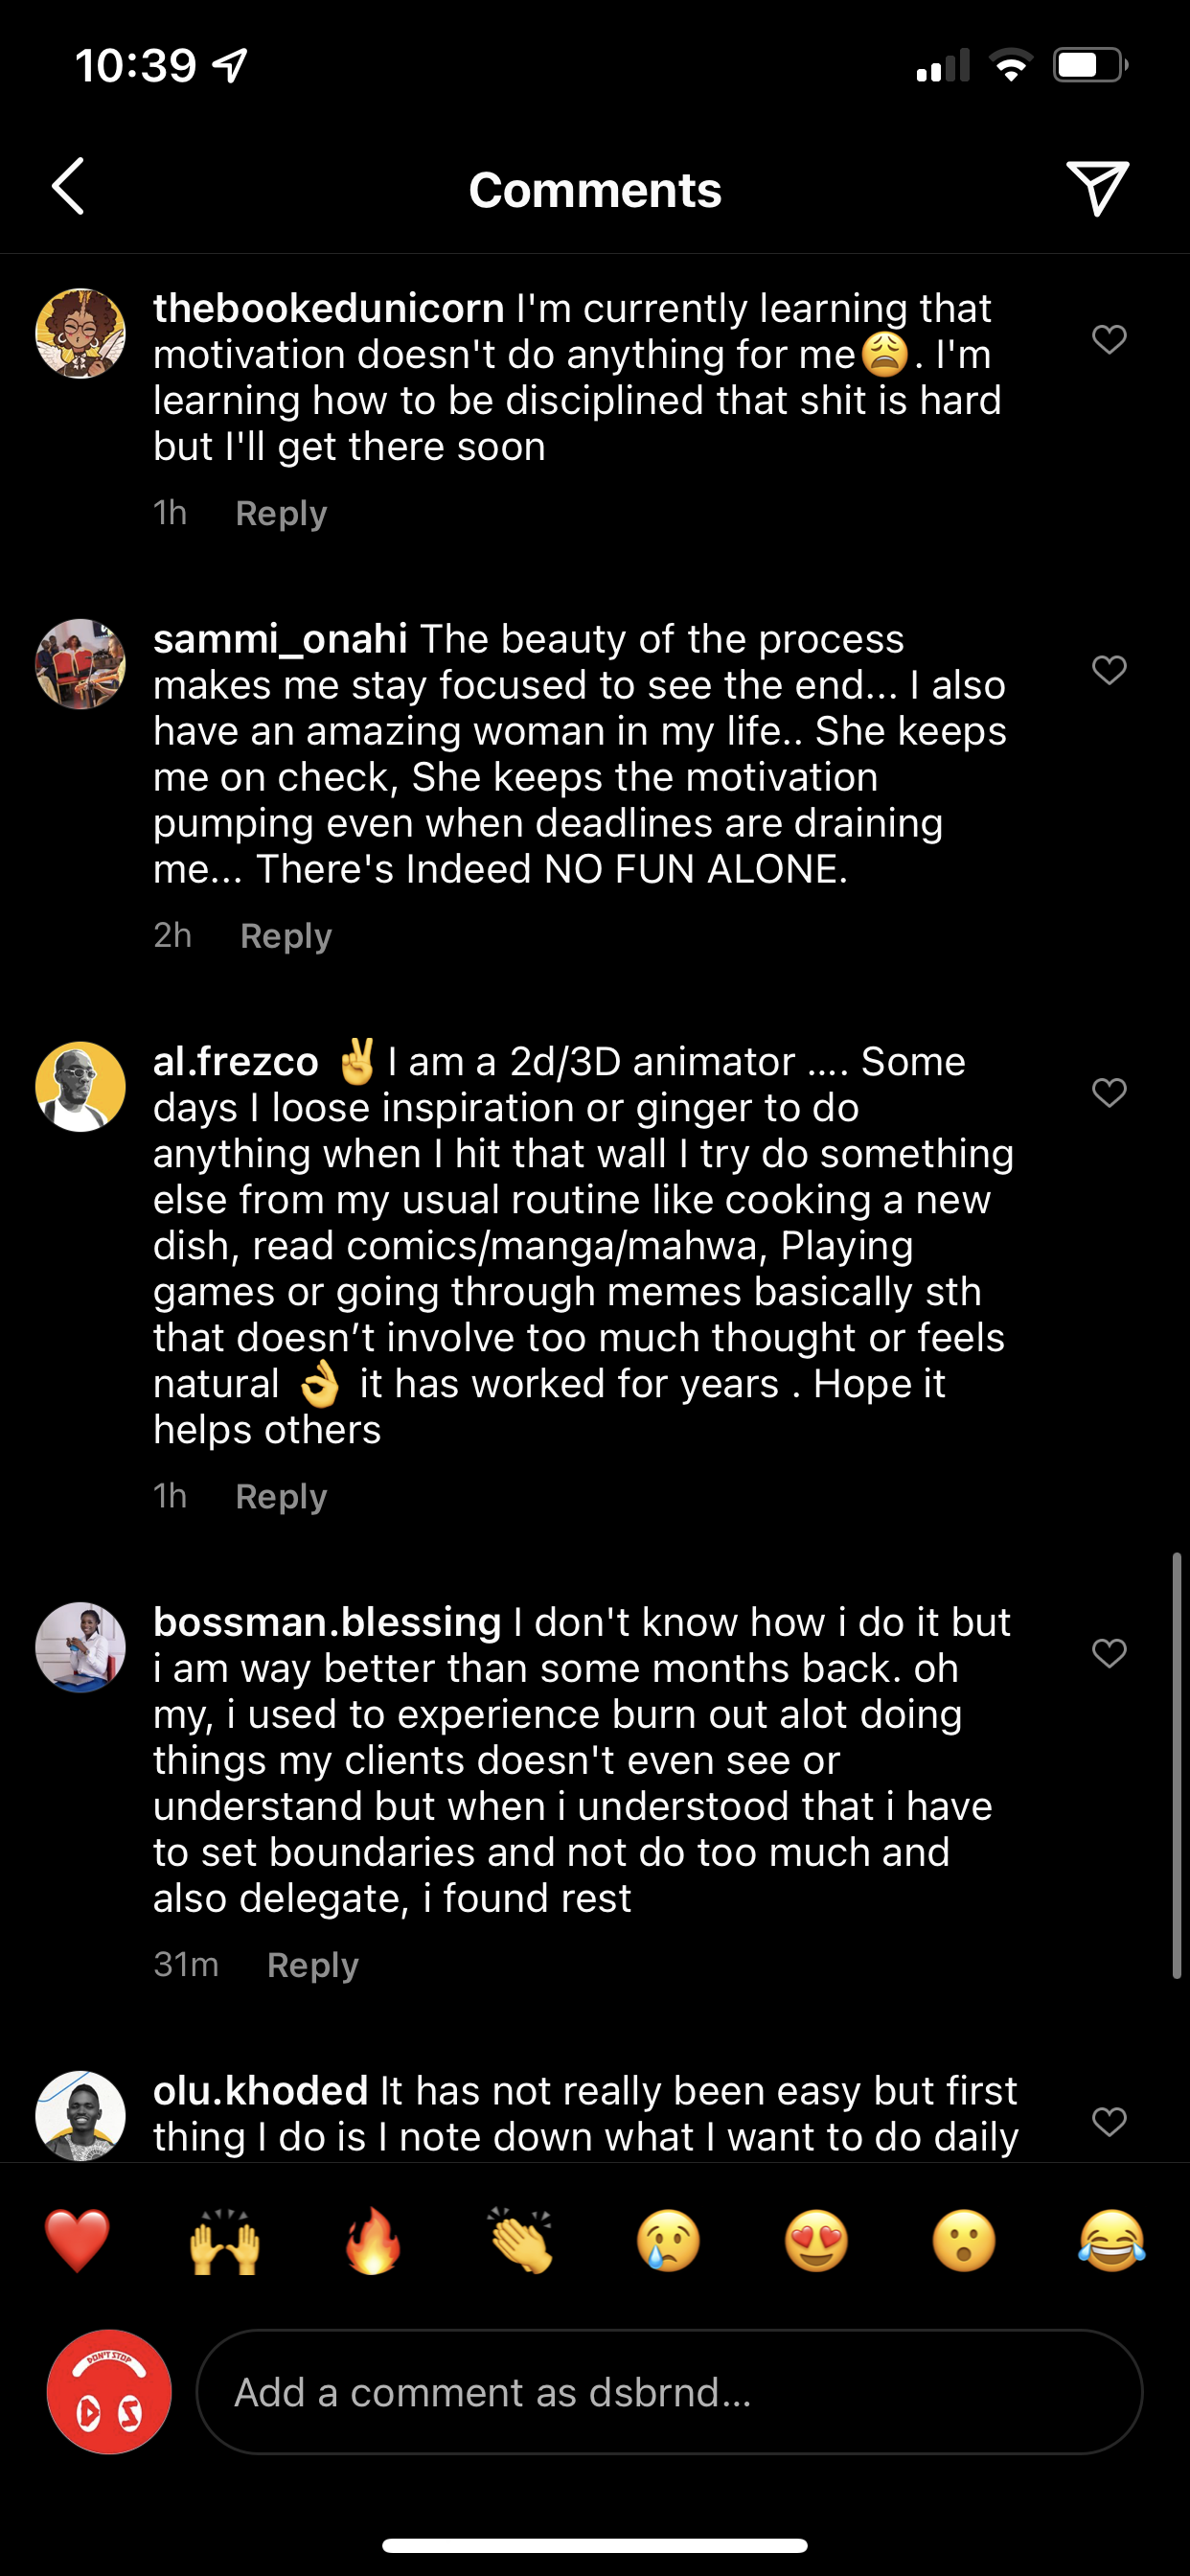 10:39
Comments
thebookedunicorn I'm currently learning that
motivation doesn't do anything for me😩. I'm
learning how to be disciplined that shit is hard
but I'll get there soon
1h Reply
sammi_onahi The beauty of the process
makes me stay focused to see the end... I also
have an amazing woman in my life.. She keeps
me on check, She keeps the motivation
pumping even when deadlines are draining
me... There's Indeed NO FUN ALONE.
2h Reply
al.frezco ✌️ I am a 2d/3D animator .... Some
days I loose inspiration or ginger to do
anything when I hit that wall I try do something
else from my usual routine like cooking a new
dish, read comics/manga/mahwa, Playing
games or going through memes basically sth
that doesn’t involve too much thought or feels
natural 👌 it has worked for years . Hope it
helps others
1h Reply
bossman.blessing I don't know how i do it but
i am way better than some months back. oh
my, i used to experience burn out alot doing
things my clients doesn't even see or
understand but when i understood that i have
to set boundaries and not do too much and
also delegate, i found rest
31m Reply
olu.khoded It has not really been easy but first
thing I do is I note down what I want to do daily
❤️ 🙌 🔥 👏 😢 😍 😮 😂
DON'T STOP
D S
Add a comment as dsbrnd...